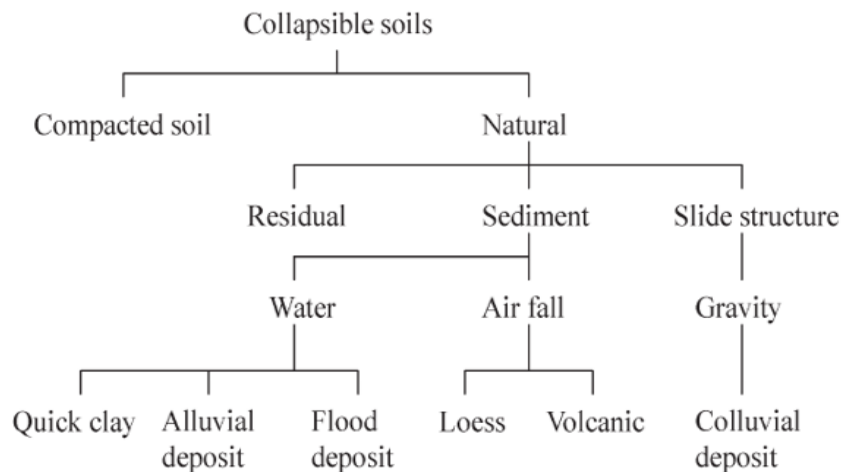 Collapsible soils
Compacted soil
Natural
Residual
Sediment
Slide structure
Water
Air fall
Gravity
Quick clay
Alluvial
deposit
Flood
deposit
Loess
Volcanic
Colluvial
deposit